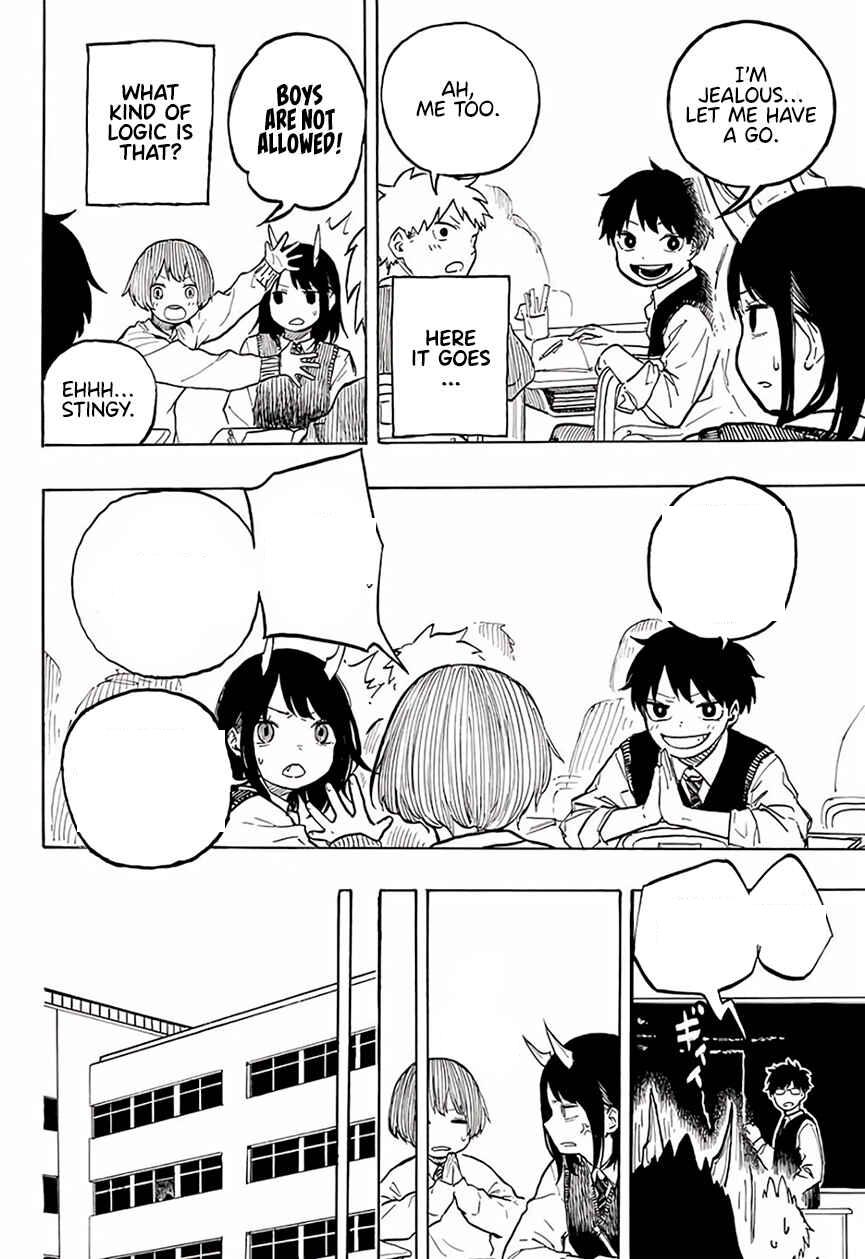 I'M
JEALOUS...
LET ME HAVE
A GO.
AH,
ME TOO.
HERE
IT GOES
...
BOYS
ARE NOT
ALLOWED!
WHAT
KIND OF
LOGIC IS
THAT?
EHHH...
STINGY.
ギイイ